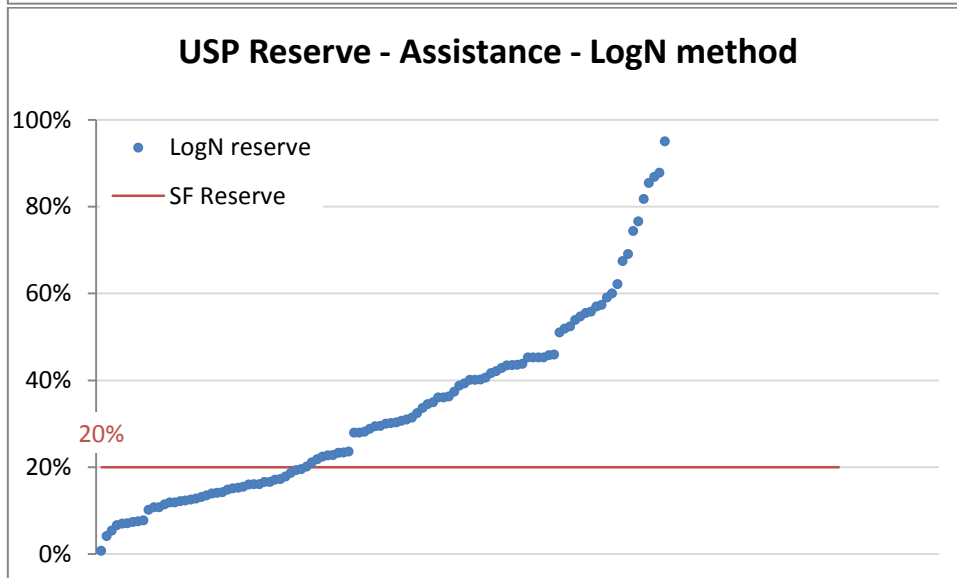 USP Reserve - Assistance - LogN method
100%
LogN reserve
SF Reserve
80%
60%
40%
20%
20%
0%